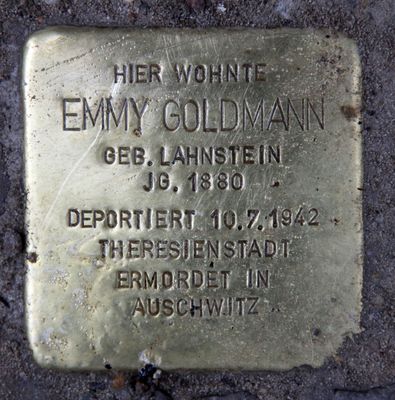 HIER WOHNTE
EMMY GOLDMANN
GEB. LAHNSTEIN
JG. 1880
DEPORTIERT 10.7.1942
THERESIENSTADT
ERMORDET IN
AUSCHWITZ